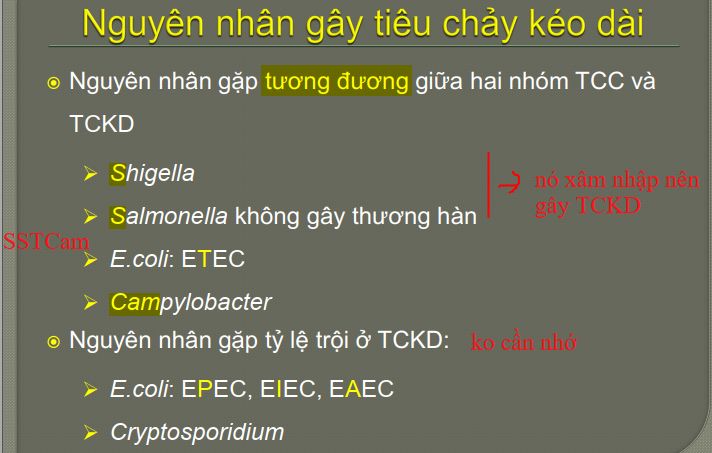 Nguyên nhân gây tiêu chảy kéo dài
Nguyên nhân gặp tương đương giữa hai nhóm TCC và
TCKD
Shigella
nó xâm nhập nên
gây TCKD
Salmonella không gây thương hàn
SSTCam
E.coli: ETEC
Campylobacter
Nguyên nhân gặp tỷ lệ trội ở TCKD:
ko cần nhớ
E.coli: EPEC, EIEC, EAEC
Cryptosporidium